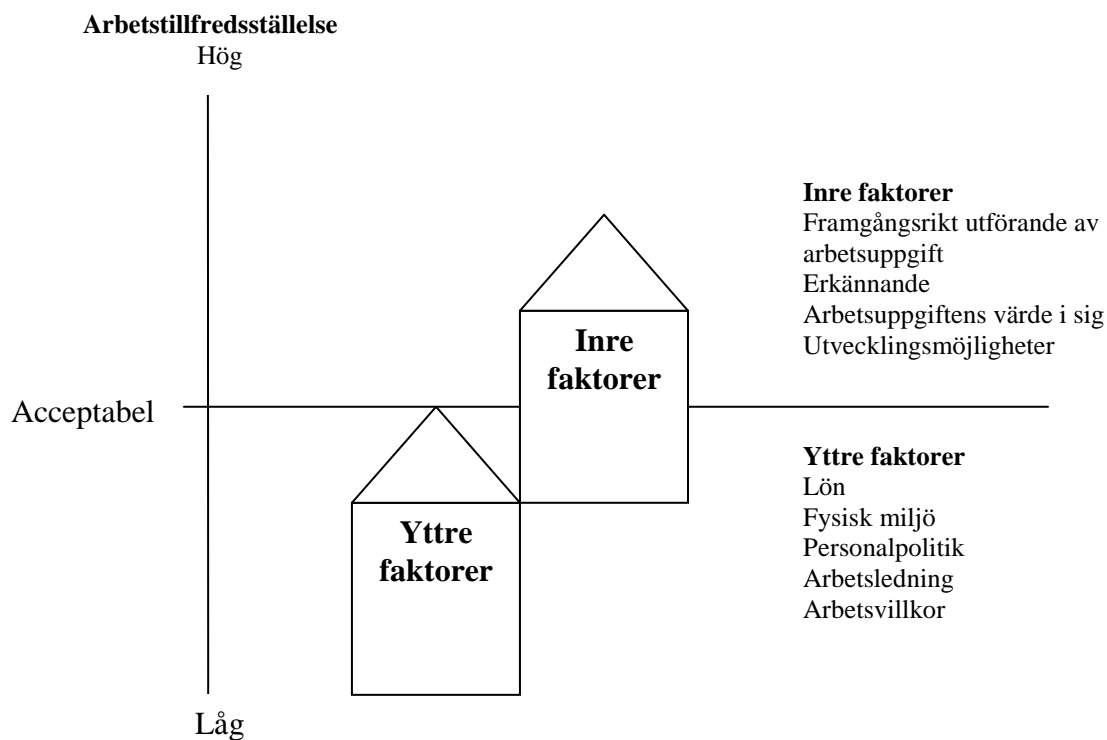 Arbetstillfredsställelse
Hög
Inre faktorer
Framgångsrikt utförande av
arbetsuppgift
Erkännande
Arbetsuppgiftens värde i sig
Utvecklingsmöjligheter
Inre
faktorer
Acceptabel
Yttre faktorer
Lön
Fysisk miljö
Personalpolitik
Arbetsledning
Arbetsvillkor
Yttre
faktorer
Låg